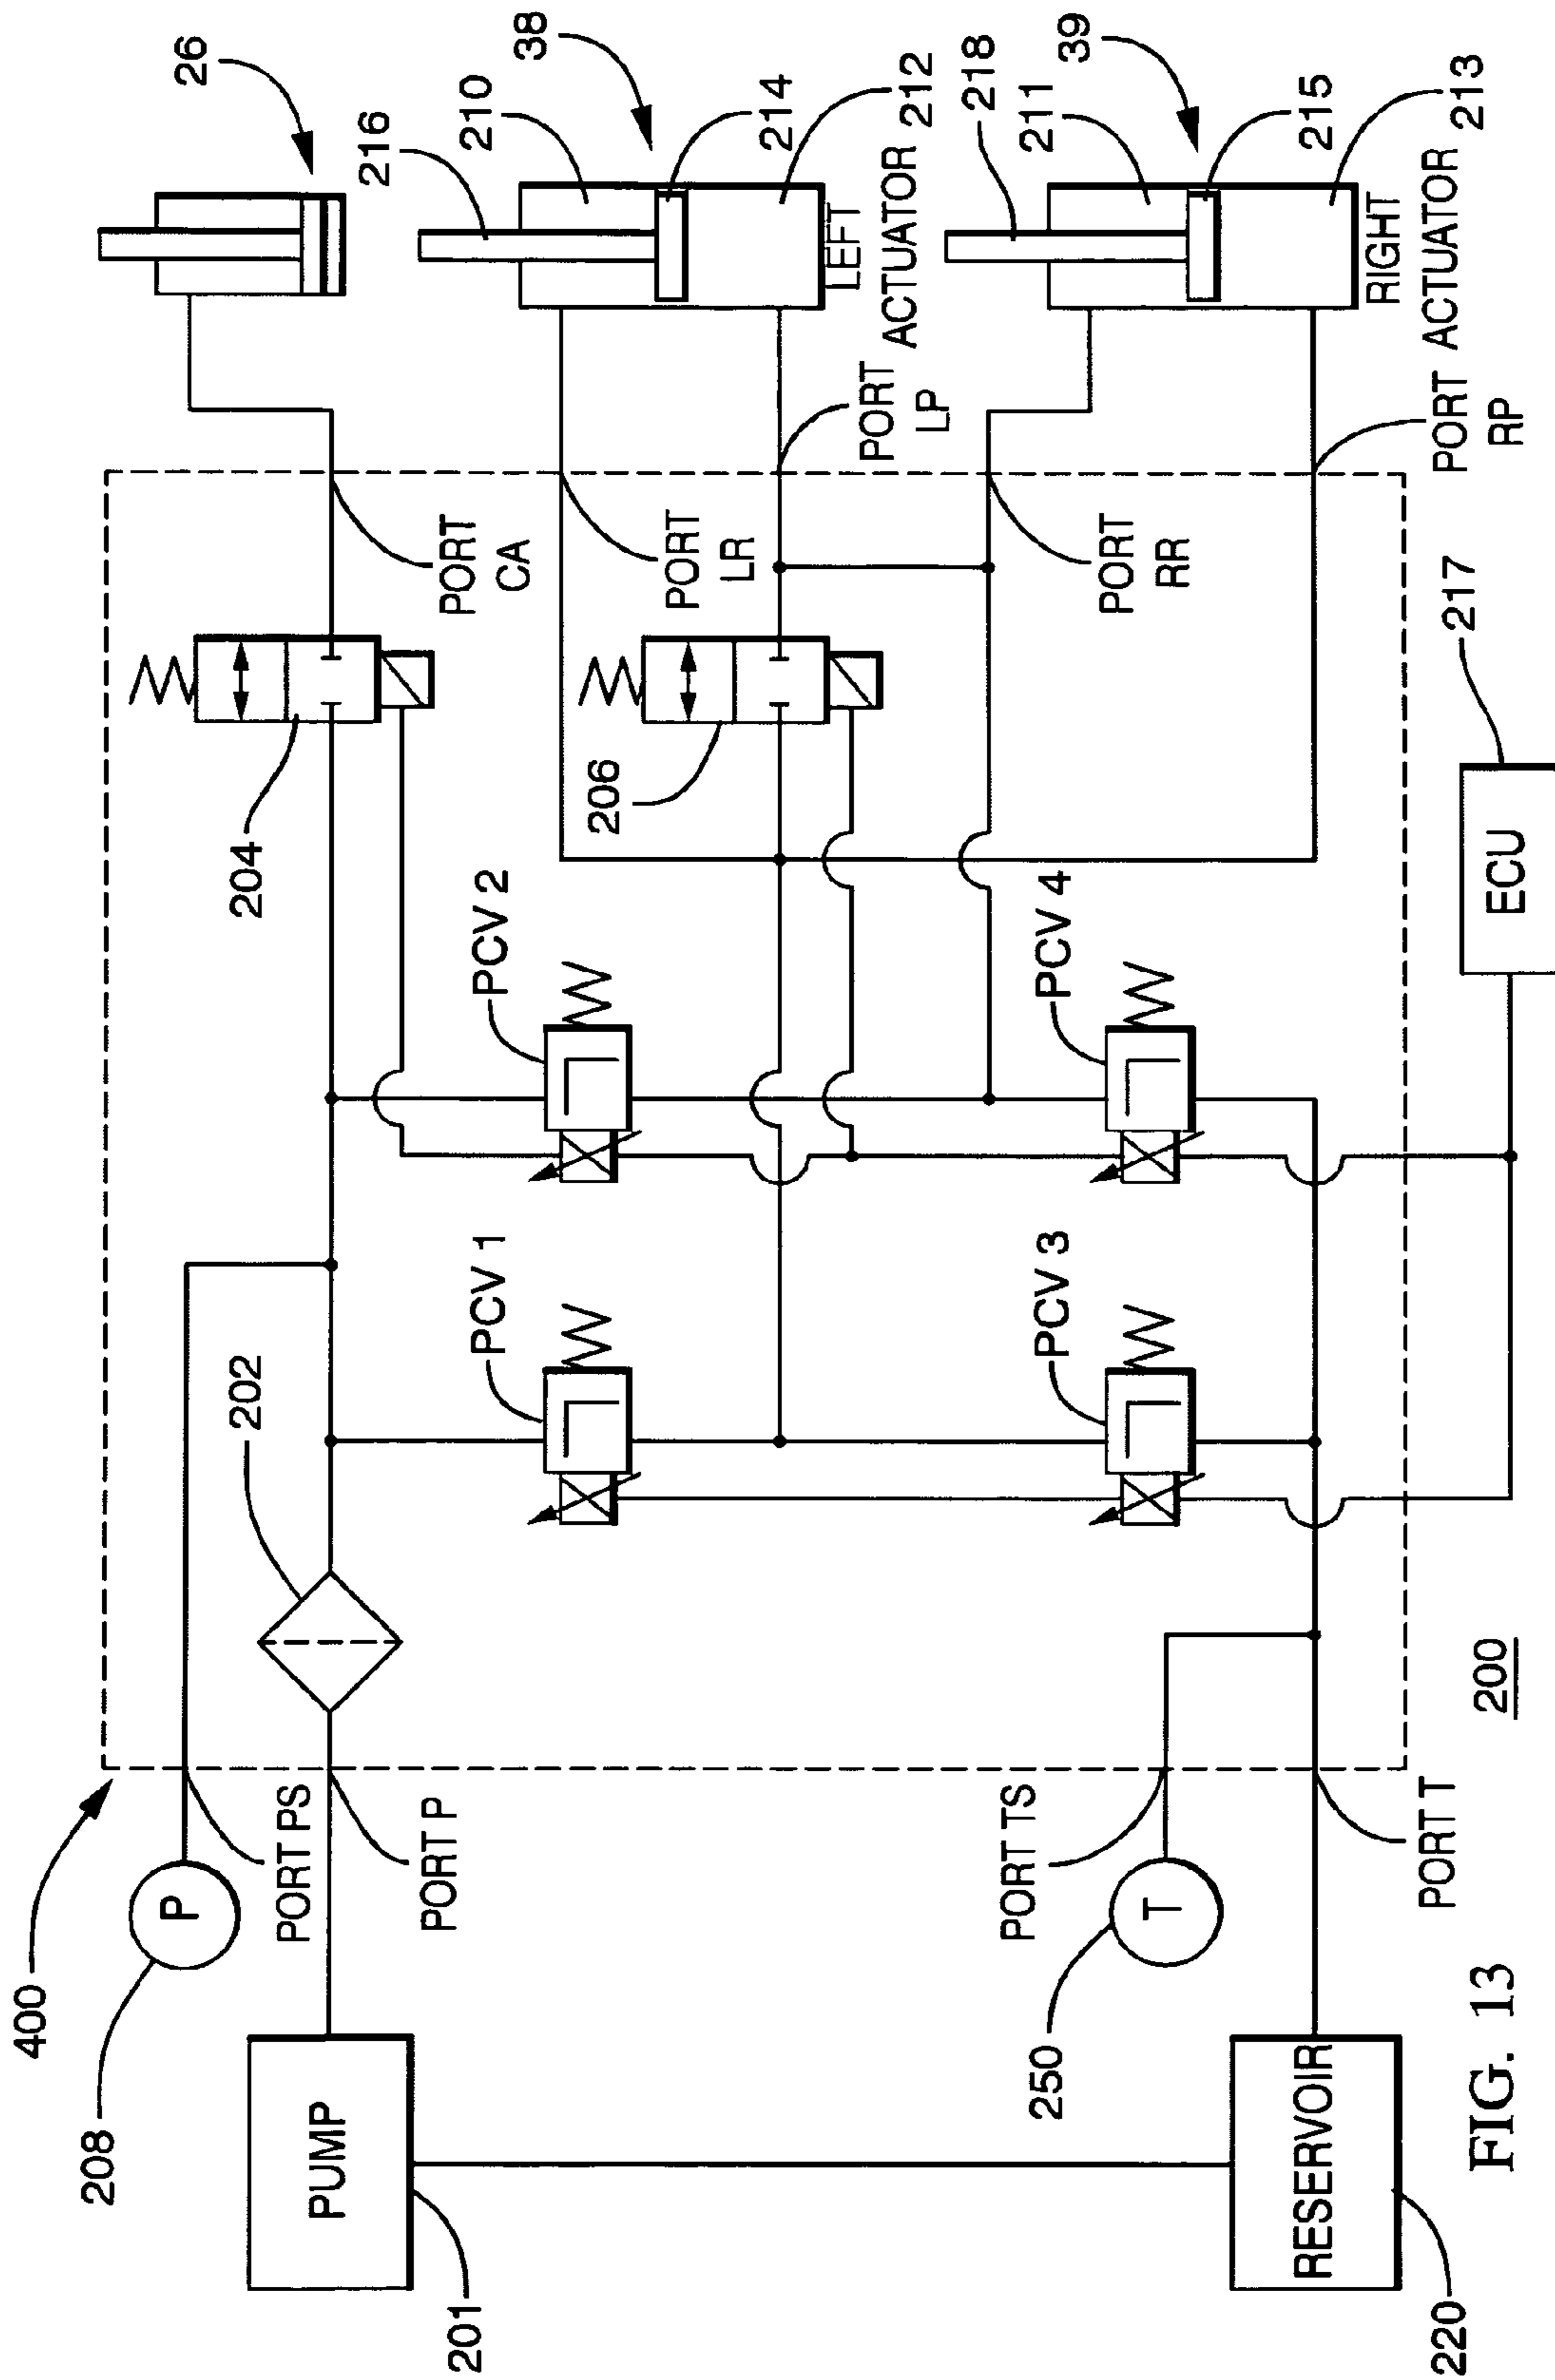 26
38
216
210
214
212
LEFT
ACTUATOR
218
39
211
215
213
RIGHT
ACTUATOR
PORT
CA
PORT
LR
PORT
LP
PORT
RR
PORT
RP
204
206
217
ECU
PCV 2
PCV 4
PCV 1
PCV 3
202
400
208
P
PORT PS
PORT P
PORT TS
PORT T
T
250
200
PUMP
201
RESERVOIR
220
FIG. 13